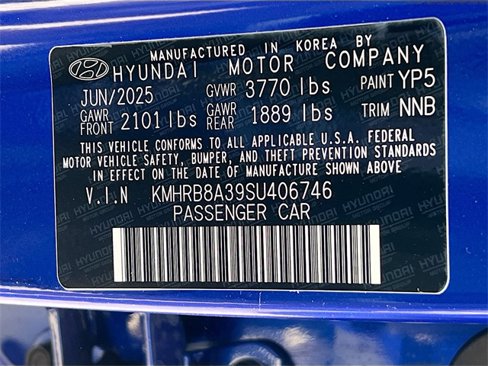 MANUFACTURED IN KOREA BY
HYUNDAI MOTOR COMPANY
JUN/2025 GVWR 3770 lbs PAINT YP5
GAWR FRONT 2101 lbs GAWR REAR 1889 lbs TRIM NNB
THIS VEHICLE CONFORMS TO ALL APPLICABLE U.S.A. FEDERAL
MOTOR VEHICLE SAFETY, BUMPER, AND THEFT PREVENTION STANDARDS
IN EFFECT ON THE DATE OF MANUFACTURE SHOWN ABOVE
V.I.N KMHRB8A39SU406746
PASSENGER CAR